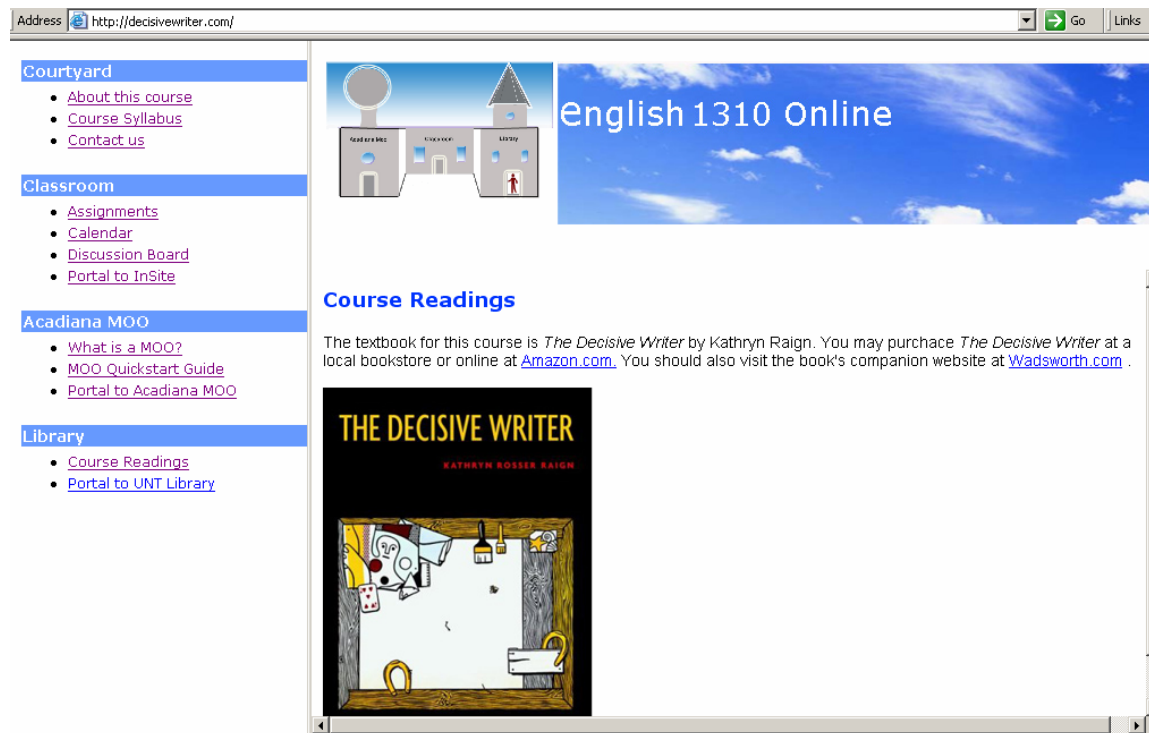 Address http://decisivewriter.com/ Go Links
Courtyard
About this course
Course Syllabus
Contact us
Classroom
Assignments
Calendar
Discussion Board
Portal to InSite
Acadiana MOO
What is a MOO?
MOO Quickstart Guide
Portal to Acadiana MOO
Library
Course Readings
Portal to UNT Library
Acadiana Moo Classroom Library
English 1310 Online
Course Readings
The textbook for this course is The Decisive Writer by Kathryn Raign. You may purchace The Decisive Writer at a
local bookstore or online at Amazon.com. You should also visit the book's companion website at Wadsworth.com .
THE DECISIVE WRITER
KATHRYN ROSSER RAIGN